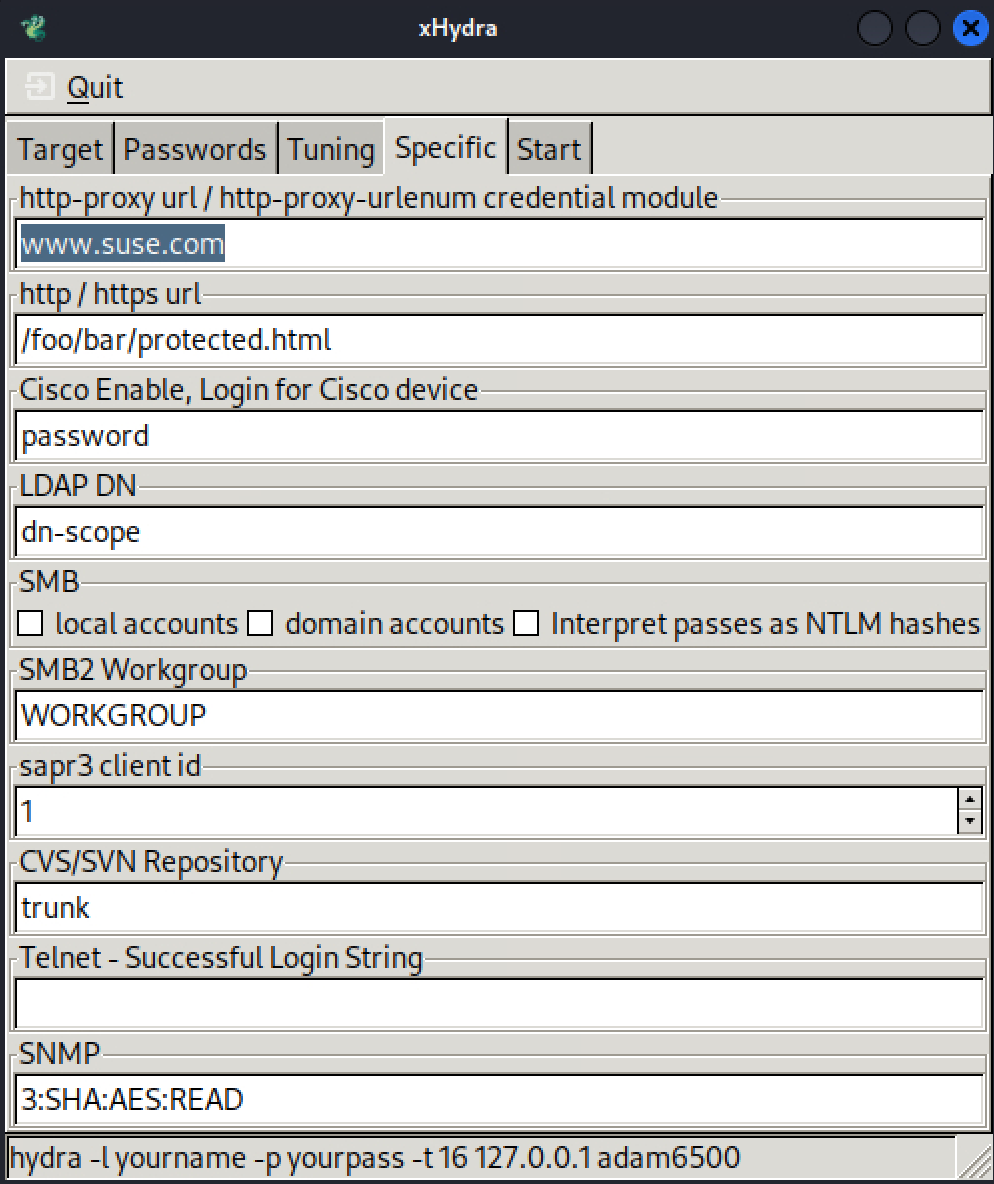 xHydra
Quit
Target Passwords Tuning Specific Start
http-proxy url / http-proxy-urlenum credential module
www.suse.com
http / https url
/foo/bar/protected.html
Cisco Enable, Login for Cisco device
password
LDAP DN
dn-scope
SMB
local accounts domain accounts Interpret passes as NTLM hashes
SMB2 Workgroup
WORKGROUP
sapr3 client id
1
CVS/SVN Repository
trunk
Telnet - Successful Login String
SNMP
3:SHA:AES:READ
hydra -l yourname -p yourpass -t 16 127.0.0.1 adam6500